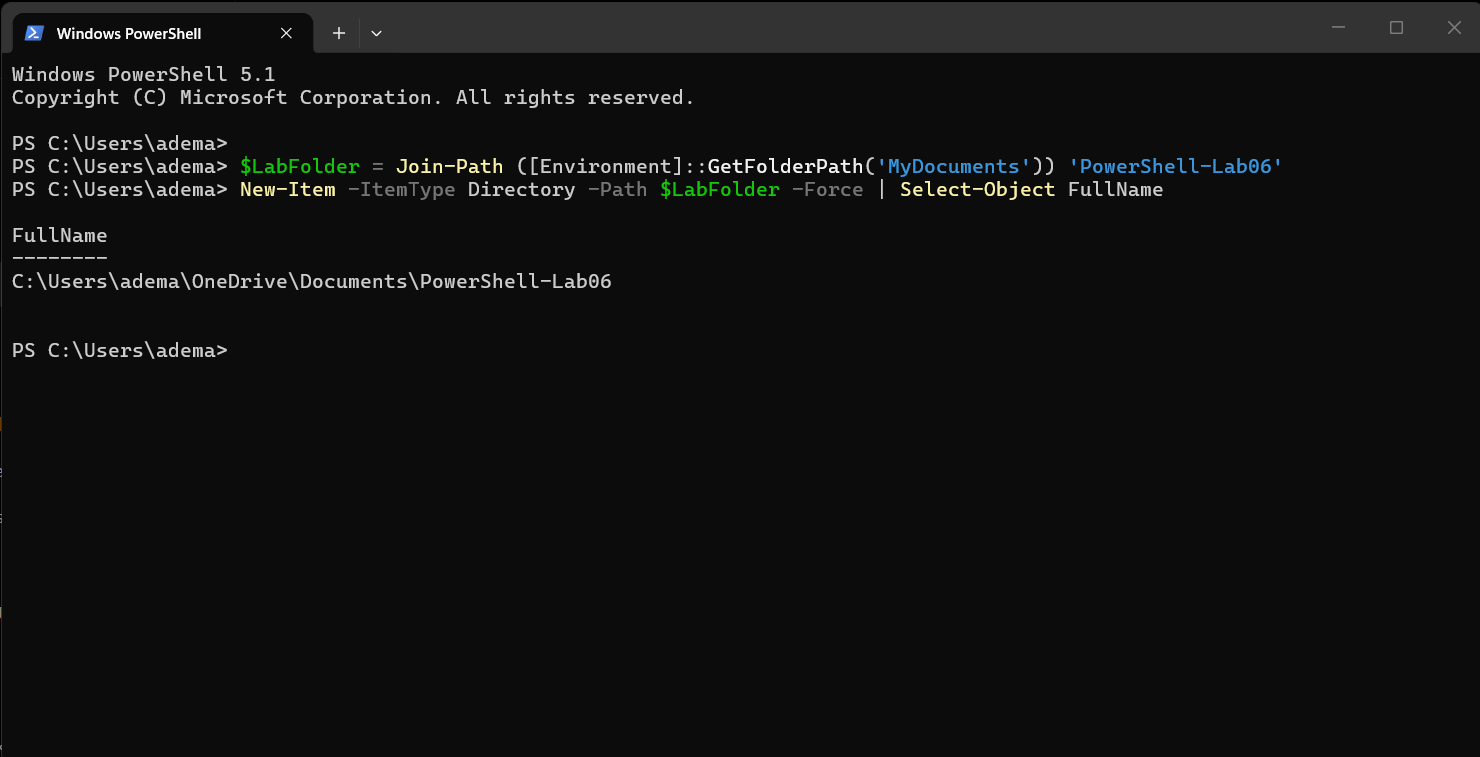 Windows PowerShell
Windows PowerShell 5.1
Copyright (C) Microsoft Corporation. All rights reserved.
PS C:\Users\adema>
PS C:\Users\adema> $LabFolder = Join-Path ([Environment]::GetFolderPath('MyDocuments')) 'PowerShell-Lab06'
PS C:\Users\adema> New-Item -ItemType Directory -Path $LabFolder -Force | Select-Object FullName
FullName
--------
C:\Users\adema\OneDrive\Documents\PowerShell-Lab06
PS C:\Users\adema>